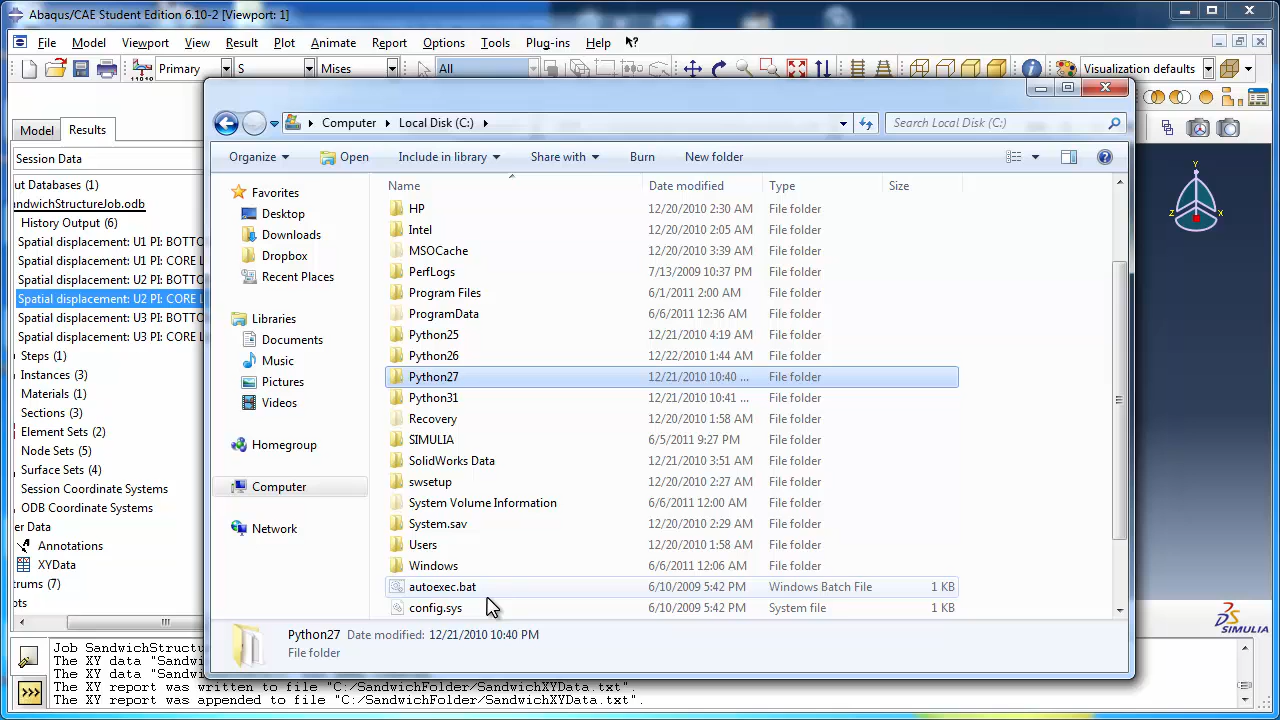 Abaqus/CAE Student Edition 6.10-2 [Viewport: 1]
File Model Viewport View Result Plot Animate Report Options Tools Plug-ins Help
Primary S Mises All Visualization defaults
Computer Local Disk (C:) Search Local Disk (C:)
Model Results
Organize Open Include in library Share with Burn New folder
Session Data
ut Databases (1)
andwichStructureJob.odb
History Output (6)
Spatial displacement: U1 PI: BOTTO
Spatial displacement: U1 PI: CORE L
Spatial displacement: U2 PI: BOTTO
Spatial displacement: U2 PI: CORE L
Spatial displacement: U3 PI: BOTTO
Spatial displacement: U3 PI: CORE L
Steps (1)
Instances (3)
Materials (1)
Sections (3)
Element Sets (2)
Node Sets (2)
Surface Sets (4)
Session Coordinate Systems
ODB Coordinate Systems
er Data
Annotations
XYData
trums (7)
ots
Favorites
Desktop
Downloads
Dropbox
Recent Places
Libraries
Documents
Music
Pictures
Videos
Homegroup
Computer
Network
Name Date modified Type Size
HP 12/20/2010 2:30 AM File folder
Intel 12/20/2010 2:05 AM File folder
MSOCache 12/20/2010 3:39 AM File folder
PerfLogs 7/13/2009 10:37 PM File folder
Program Files 6/1/2011 2:00 AM File folder
ProgramData 6/6/2011 12:36 AM File folder
Python25 12/21/2010 4:19 AM File folder
Python26 12/22/2010 1:44 AM File folder
Python27 12/21/2010 10:40 ... File folder
Python31 12/21/2010 10:41 ... File folder
Recovery 12/20/2010 1:58 AM File folder
SIMULIA 6/5/2011 9:27 PM File folder
SolidWorks Data 12/21/2010 3:51 AM File folder
swsetup 12/20/2010 2:27 AM File folder
System Volume Information 6/6/2011 12:00 AM File folder
System.sav 12/20/2010 2:29 AM File folder
Users 12/20/2010 1:58 AM File folder
Windows 6/6/2011 12:06 AM File folder
autoexec.bat 6/10/2009 5:42 PM Windows Batch File 1 KB
config.sys 6/10/2009 5:42 PM System file 1 KB
Python27 Date modified: 12/21/2010 10:40 PM
File folder
Y
Z X
SIMULIA
Job SandwichStructu
The XY data "Sandwi
The XY data "
The XY report was written to file "C:/SandwichFolder/SandwichXYData.txt".
The XY report was appended to file "C:/SandwichFolder/SandwichXYData.txt".